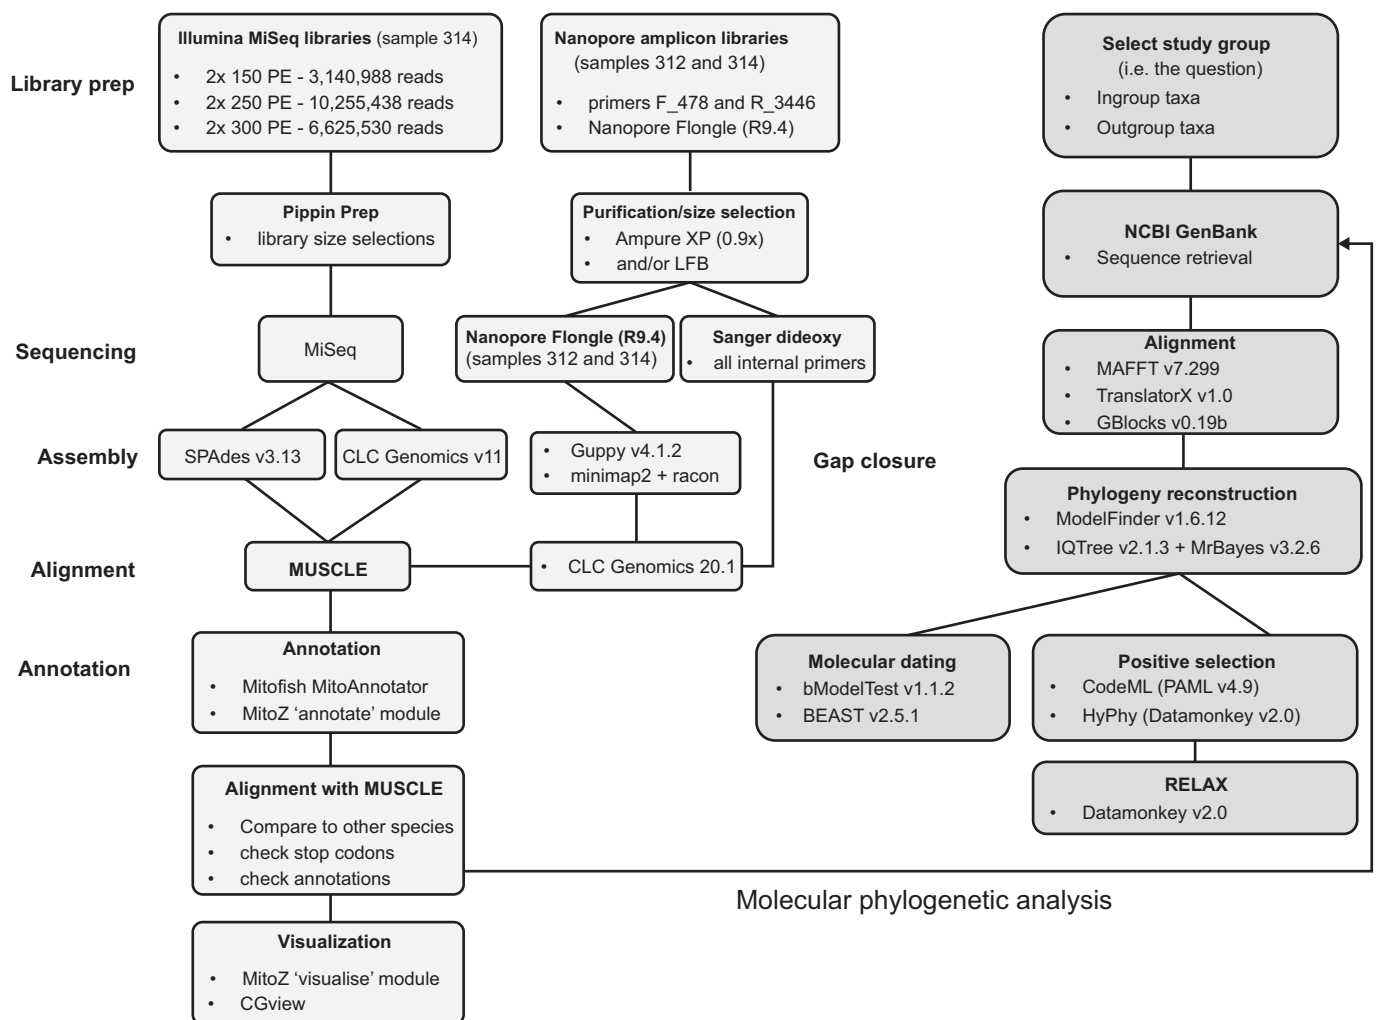 Library prep
Illumina MiSeq libraries (sample 314)
• 2x 150 PE - 3,140,988 reads
• 2x 250 PE - 10,255,438 reads
• 2x 300 PE - 6,625,530 reads
Nanopore amplicon libraries
(samples 312 and 314)
• primers F_478 and R_3446
• Nanopore Flongle (R9.4)
Select study group
(i.e. the question)
• Ingroup taxa
• Outgroup taxa
Pippin Prep
• library size selections
Purification/size selection
• Ampure XP (0.9x)
• and/or LFB
NCBI GenBank
• Sequence retrieval
Sequencing
MiSeq
Nanopore Flongle (R9.4)
(samples 312 and 314)
Sanger dideoxy
• all internal primers
Alignment
• MAFFT v7.299
• TranslatorX v1.0
• GBlocks v0.19b
Assembly
SPAdes v3.13
CLC Genomics v11
• Guppy v4.1.2
• minimap2 + racon
Gap closure
Phylogeny reconstruction
• ModelFinder v1.6.12
• IQTree v2.1.3 + MrBayes v3.2.6
Alignment
MUSCLE
• CLC Genomics 20.1
Annotation
Annotation
• Mitofish MitoAnnotator
• MitoZ ‘annotate’ module
Molecular dating
• bModelTest v1.1.2
• BEAST v2.5.1
Positive selection
• CodeML (PAML v4.9)
• HyPhy (Datamonkey v2.0)
Alignment with MUSCLE
• Compare to other species
• check stop codons
• check annotations
RELAX
• Datamonkey v2.0
Molecular phylogenetic analysis
Visualization
• MitoZ ‘visualise’ module
• CGview